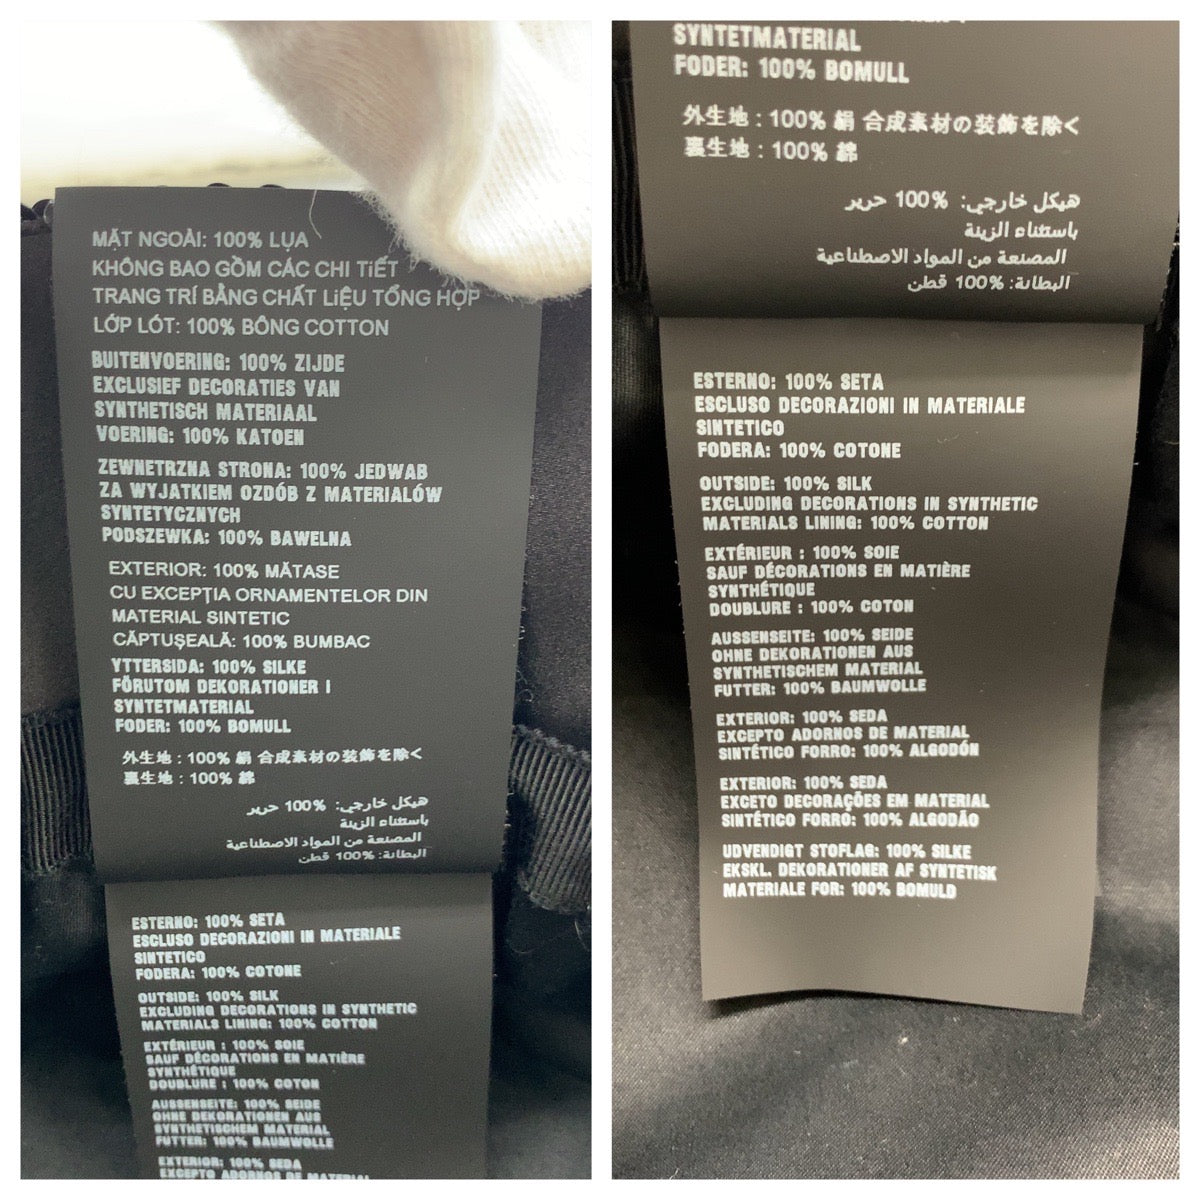 MẶT NGOÀI: 100% LỤA
KHÔNG BAO GỒM CÁC CHI TIẾT
TRANG TRÍ BẰNG CHẤT LIỆU TỔNG HỢP
LỚP LÓT: 100% BÔNG COTTON
BUITENVOERING: 100% ZIJDE
EXCLUSIEF DECORATIES VAN
SYNTHETISCH MATERIAAL
VOERING: 100% KATOEN
ZEWNETRZNA STRONA: 100% JEDWAB
ZA WYJATKIEM OZDÓB Z MATERIALÓW
SYNTETYCZNYCH
PODSZEWKA: 100% BAWELNA
EXTERIOR: 100% MĂTASE
CU EXCEPȚIA ORNAMENTELOR DIN
MATERIAL SINTETIC
CĂPTUȘEALĂ: 100% BUMBAC
YTTERSIDA: 100% SILKE
FÖRUTOM DEKORATIONER I
SYNTETMATERIAL
FODER: 100% BOMULL
外生地 : 100% 絹 合成素材の装飾を除く
裏生地 : 100% 綿
هيكل خارجي: 100% حرير
باستثناء الزينة
المصنعة من المواد الاصطناعية
البطانة: 100% قطن
ESTERNO: 100% SETA
ESCLUSO DECORAZIONI IN MATERIALE
SINTETICO
FODERA: 100% COTONE
OUTSIDE: 100% SILK
EXCLUDING DECORATIONS IN SYNTHETIC
MATERIALS LINING: 100% COTTON
EXTÉRIEUR : 100% SOIE
SAUF DÉCORATIONS EN MATIÈRE
SYNTHÉTIQUE
DOUBLURE : 100% COTON
AUSSENSEITE: 100% SEIDE
OHNE DEKORATIONEN AUS
SYNTHETISCHEM MATERIAL
FUTTER: 100% BAUMWOLLE
EXTERIOR: 100% SEDA
EXCEPTO ADORNOS DE MATERIAL
SYNTETMATERIAL
FODER: 100% BOMULL
外生地 : 100% 絹 合成素材の装飾を除く
裏生地 : 100% 綿
هيكل خارجي: 100% حرير
باستثناء الزينة
المصنعة من المواد الاصطناعية
البطانة: 100% قطن
ESTERNO: 100% SETA
ESCLUSO DECORAZIONI IN MATERIALE
SINTETICO
FODERA: 100% COTONE
OUTSIDE: 100% SILK
EXCLUDING DECORATIONS IN SYNTHETIC
MATERIALS LINING: 100% COTTON
EXTÉRIEUR : 100% SOIE
SAUF DÉCORATIONS EN MATIÈRE
SYNTHÉTIQUE
DOUBLURE : 100% COTON
AUSSENSEITE: 100% SEIDE
OHNE DEKORATIONEN AUS
SYNTHETISCHEM MATERIAL
FUTTER: 100% BAUMWOLLE
EXTERIOR: 100% SEDA
EXCEPTO ADORNOS DE MATERIAL
SINTÉTICO FORRO: 100% ALGODÓN
EXTERIOR: 100% SEDA
EXCETO DECORAÇÕES EM MATERIAL
SINTÉTICO FORRO: 100% ALGODÃO
UDVENDIGT STOFLAG: 100% SILKE
EKSKL. DEKORATIONER AF SYNTETISK
MATERIALE FOR: 100% BOMULD